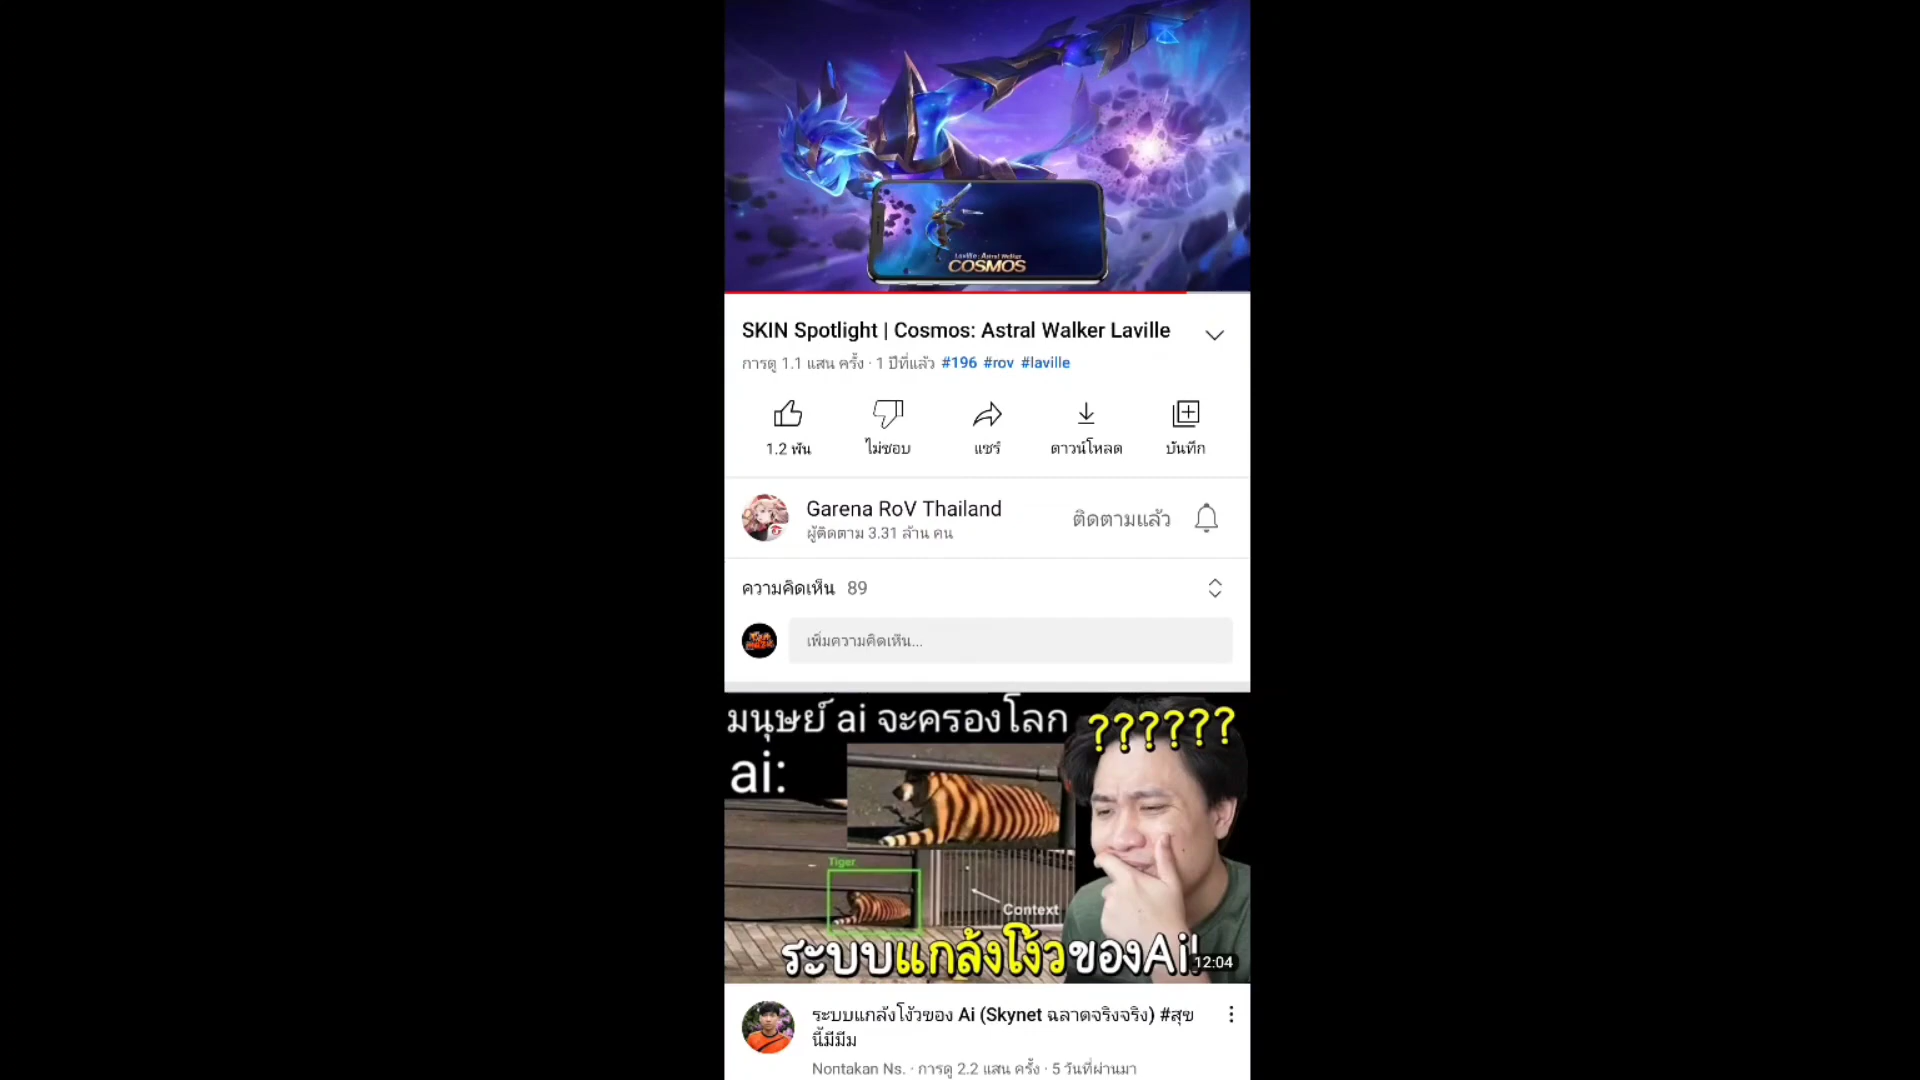 Laville: Astral Walker
COSMOS
SKIN Spotlight | Cosmos: Astral Walker Laville
การดู 1.1 แสน ครั้ง · 1 ปีที่แล้ว #196 #rov #laville
1.2 พัน ไม่ชอบ แชร์ ดาวน์โหลด บันทึก
Garena RoV Thailand
ผู้ติดตาม 3.31 ล้าน คน
ติดตามแล้ว
ความคิดเห็น 89
เพิ่มความคิดเห็น...
มนุษย์ ai จะครองโลก ??????
ai:
Tiger
Context
ระบบแกล้งโง้วของAi!
12:04
ระบบแกล้งโง้วของ Ai (Skynet ฉลาดจริงจริง) #สุข
นี้มีมีม
Nontakan Ns. · การดู 2.2 แสน ครั้ง · 5 วันที่ผ่านมา